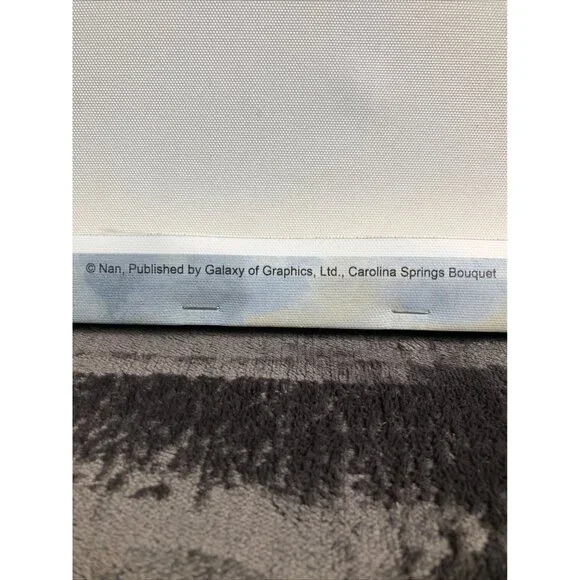 © Nan, Published by Galaxy of Graphics, Ltd., Carolina Springs Bouquet